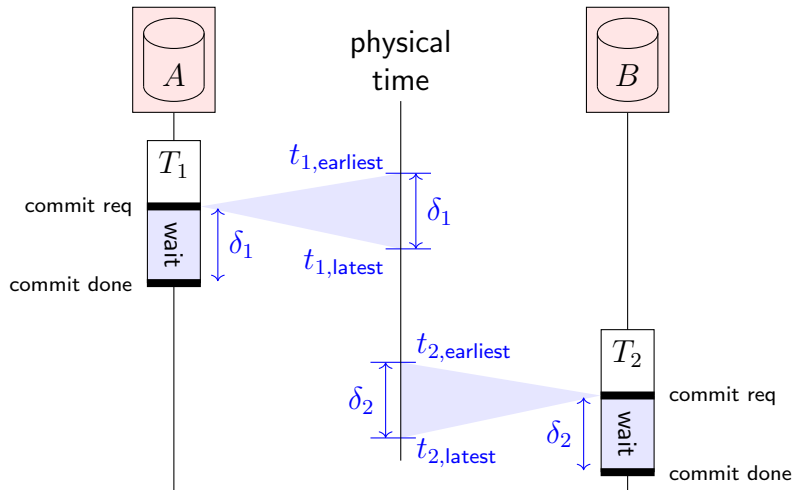 A
physical
time
B
T1
t1,earliest
commit req
wait
δ1
δ1
t1,latest
commit done
t2,earliest
T2
δ2
commit req
δ2
wait
t2,latest
commit done